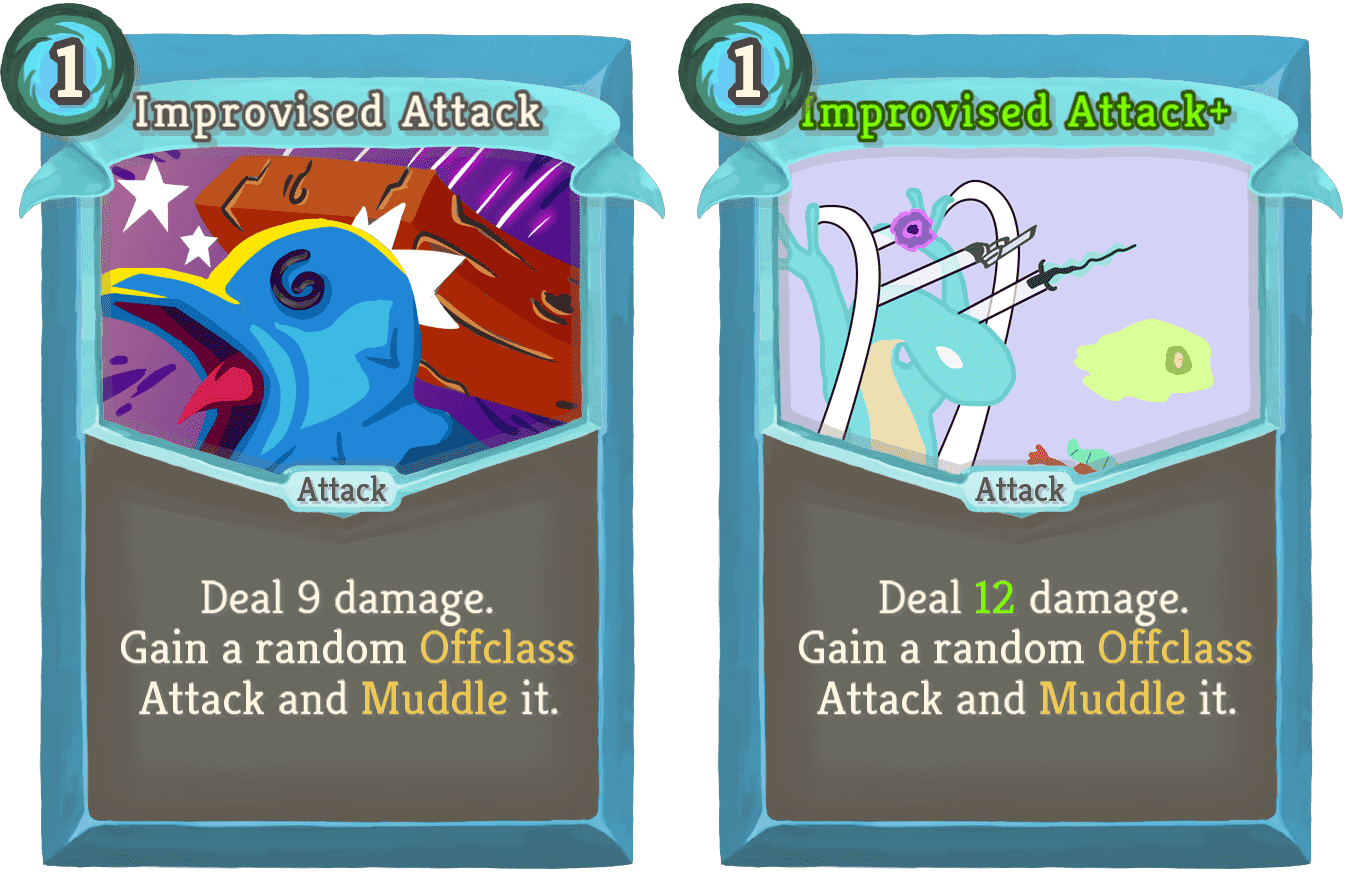 1
Improvised Attack
Attack
Deal 9 damage.
Gain a random Offclass
Attack and Muddle it.
1
Improvised Attack+
Attack
Deal 12 damage.
Gain a random Offclass
Attack and Muddle it.